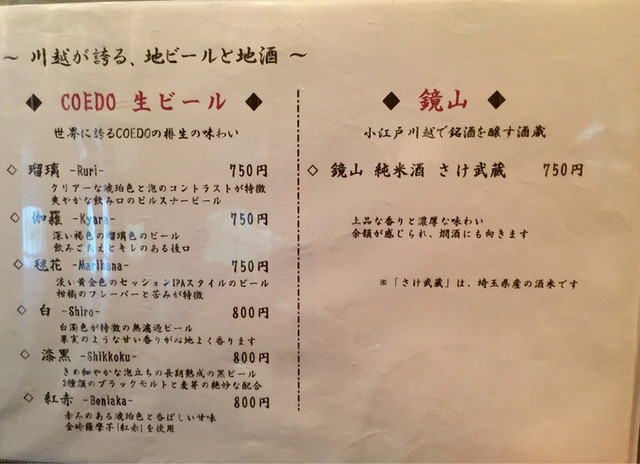 ～ 川越が誇る、地ビールと地酒 ～
◆ COEDO 生ビール ◆
世界に誇るCOEDOの樽生の味わい
◇ 瑠璃 -Ruri- 750円
クリアーな琥珀色と泡のコントラストが特徴
爽やかな飲み口のピルスナービール
◇ 伽羅 -Kyara- 750円
深い褐色の瑠璃色のビール
飲みごたえとキレのある後口
◇ 毬花 -Marihana- 750円
淡い黄金色のセッションIPAスタイルのビール
柑橘のフレーバーと苦みが特徴
◇ 白 -Shiro- 800円
白濁色が特徴の無濾過ビール
果実のような甘い香りが心地よく香ります
◇ 漆黒 -Shikkoku- 800円
きめ細やかな泡立ちの長期熟成の黒ビール
2種類のブラックモルトと麦芽の絶妙な配合
◇ 紅赤 -Beniaka- 800円
赤みのある琥珀色と香ばしい甘味
金時薩摩芋「紅赤」を使用
◆ 鏡山 ◆
小江戸川越で銘酒を醸す酒蔵
◇ 鏡山 純米酒 さけ武蔵 750円
上品な香りと濃厚な味わい
余韻が感じられ、燗酒にも向きます
※「さけ武蔵」は、埼玉県産の酒米です